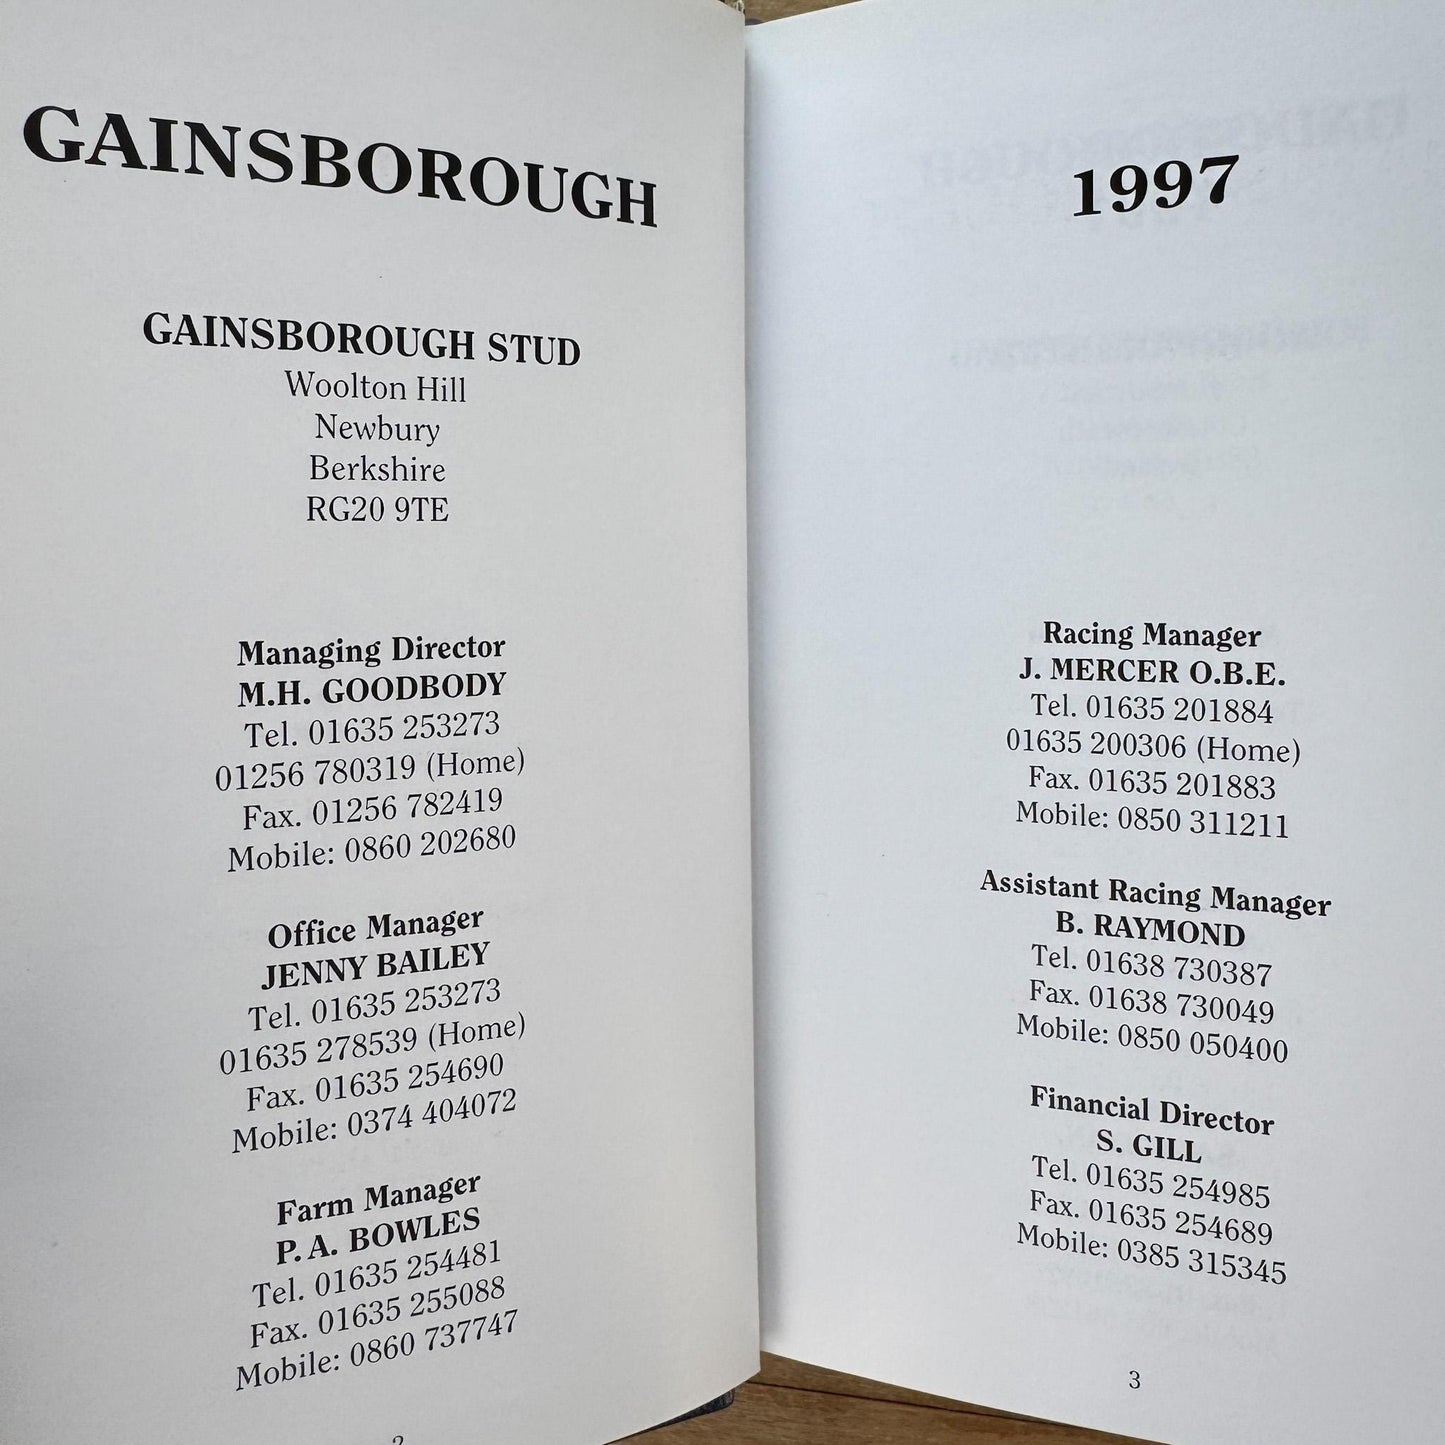 GAINSBOROUGH
GAINSBOROUGH STUD
Woolton Hill
Newbury
Berkshire
RG20 9TE
Managing Director
M.H. GOODBODY
Tel. 01635 253273
01256 780319 (Home)
Fax. 01256 782419
Mobile: 0860 202680
Office Manager
JENNY BAILEY
Tel. 01635 253273
01635 278539 (Home)
Fax. 01635 254690
Mobile: 0374 404072
Farm Manager
P. A. BOWLES
Tel. 01635 254481
Fax. 01635 255088
Mobile: 0860 737747
2
1997
Racing Manager
J. MERCER O.B.E.
Tel. 01635 201884
01635 200306 (Home)
Fax. 01635 201883
Mobile: 0850 311211
Assistant Racing Manager
B. RAYMOND
Tel. 01638 730387
Fax. 01638 730049
Mobile: 0850 050400
Financial Director
S. GILL
Tel. 01635 254985
Fax. 01635 254689
Mobile: 0385 315345
3